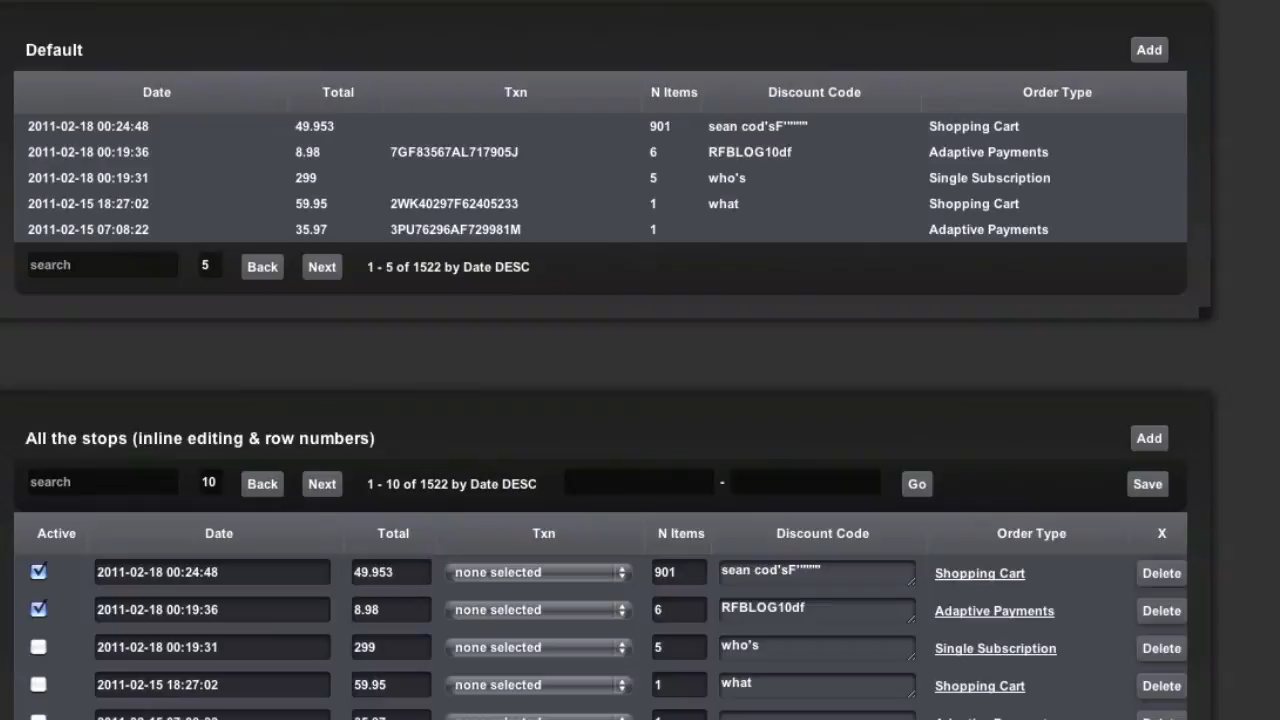 Default Add
Date Total Txn N Items Discount Code Order Type
2011-02-18 00:24:48 49.953 901 sean cod'sF'"""" Shopping Cart
2011-02-18 00:19:36 8.98 7GF83567AL717905J 6 RFBLOG10df Adaptive Payments
2011-02-18 00:19:31 299 5 who's Single Subscription
2011-02-15 18:27:02 59.95 2WK40297F62405233 1 what Shopping Cart
2011-02-15 07:08:22 35.97 3PU76296AF729981M 1 Adaptive Payments
search 5 Back Next 1 - 5 of 1522 by Date DESC
All the stops (inline editing & row numbers) Add
search 10 Back Next 1 - 10 of 1522 by Date DESC - Go Save
Active Date Total Txn N Items Discount Code Order Type X
2011-02-18 00:24:48 49.953 none selected 901 sean cod'sF'"""" Shopping Cart Delete
2011-02-18 00:19:36 8.98 none selected 6 RFBLOG10df Adaptive Payments Delete
2011-02-18 00:19:31 299 none selected 5 who's Single Subscription Delete
2011-02-15 18:27:02 59.95 none selected 1 what Shopping Cart Delete